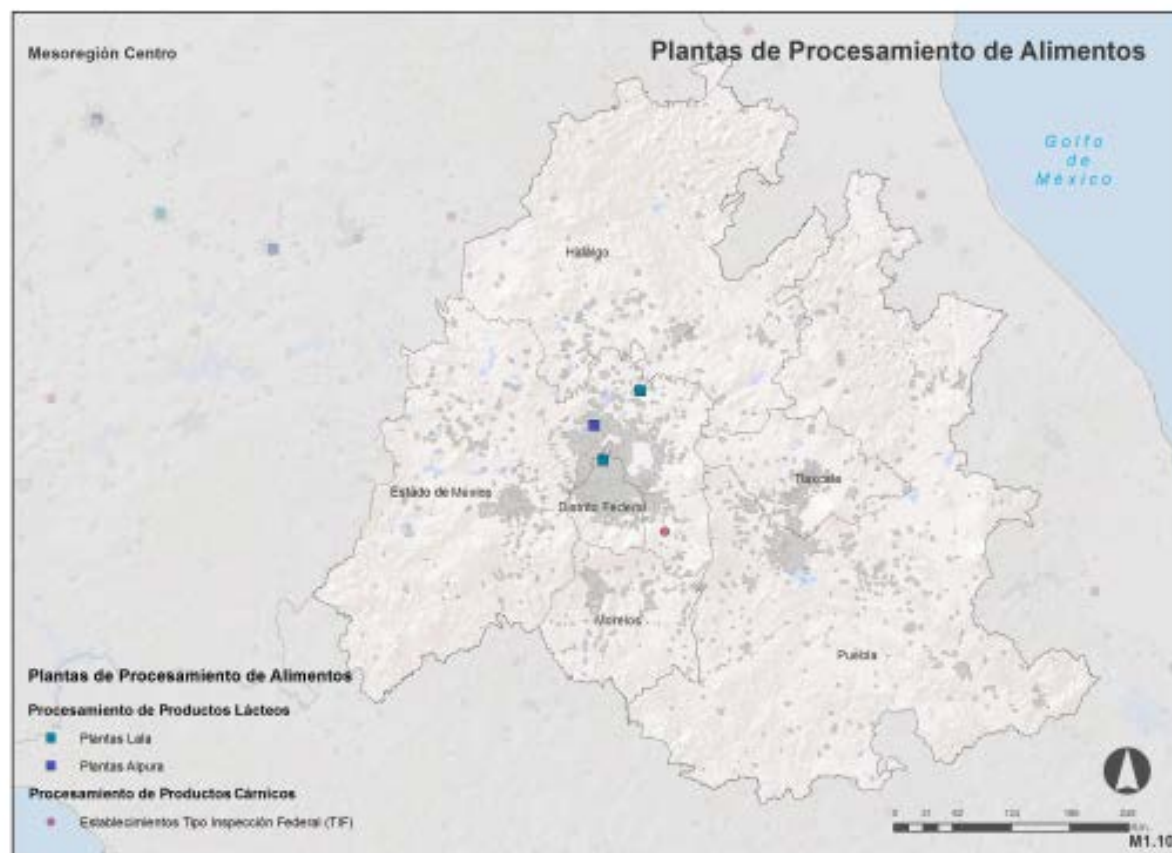 Mesoregión Centro
Plantas de Procesamiento de Alimentos
Golfo
de
México
Hidalgo
Tlaxcala
Estado de México
Distrito Federal
Morelos
Puebla
Plantas de Procesamiento de Alimentos
Procesamiento de Productos Lácteos
Plantas Lala
Plantas Alpura
Procesamiento de Productos Cárnicos
Establecimientos Tipo Inspección Federal (TIF)
M1.10